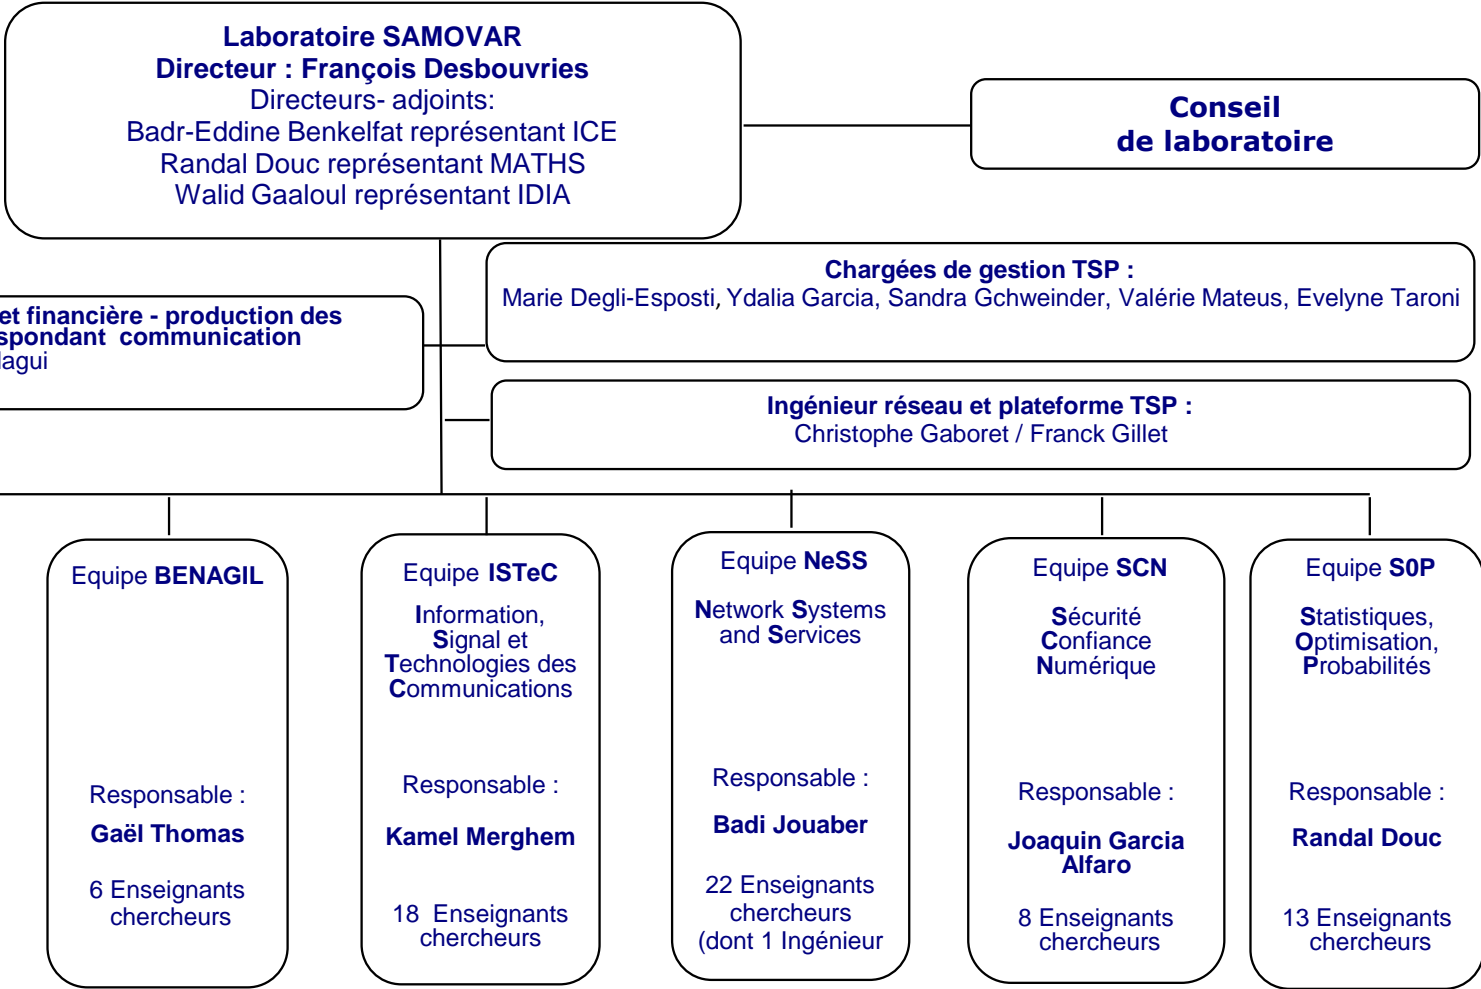 Laboratoire SAMOVAR
Directeur : François Desbouvries
Directeurs- adjoints:
Badr-Eddine Benkelfat représentant ICE
Randal Douc représentant MATHS
Walid Gaaloul représentant IDIA
Conseil
de laboratoire
Chargées de gestion TSP :
Marie Degli-Esposti, Ydalia Garcia, Sandra Gchweinder, Valérie Mateus, Evelyne Taroni
et financière - production des
spondant communication
lagui
Ingénieur réseau et plateforme TSP :
Christophe Gaboret / Franck Gillet
Equipe BENAGIL
Responsable :
Gaël Thomas
6 Enseignants
chercheurs
Equipe ISTeC
Information,
Signal et
Technologies des
Communications
Responsable :
Kamel Merghem
18 Enseignants
chercheurs
Equipe NeSS
Network Systems
and Services
Responsable :
Badi Jouaber
22 Enseignants
chercheurs
(dont 1 Ingénieur
Equipe SCN
Sécurité
Confiance
Numérique
Responsable :
Joaquin Garcia
Alfaro
8 Enseignants
chercheurs
Equipe S0P
Statistiques,
Optimisation,
Probabilités
Responsable :
Randal Douc
13 Enseignants
chercheurs